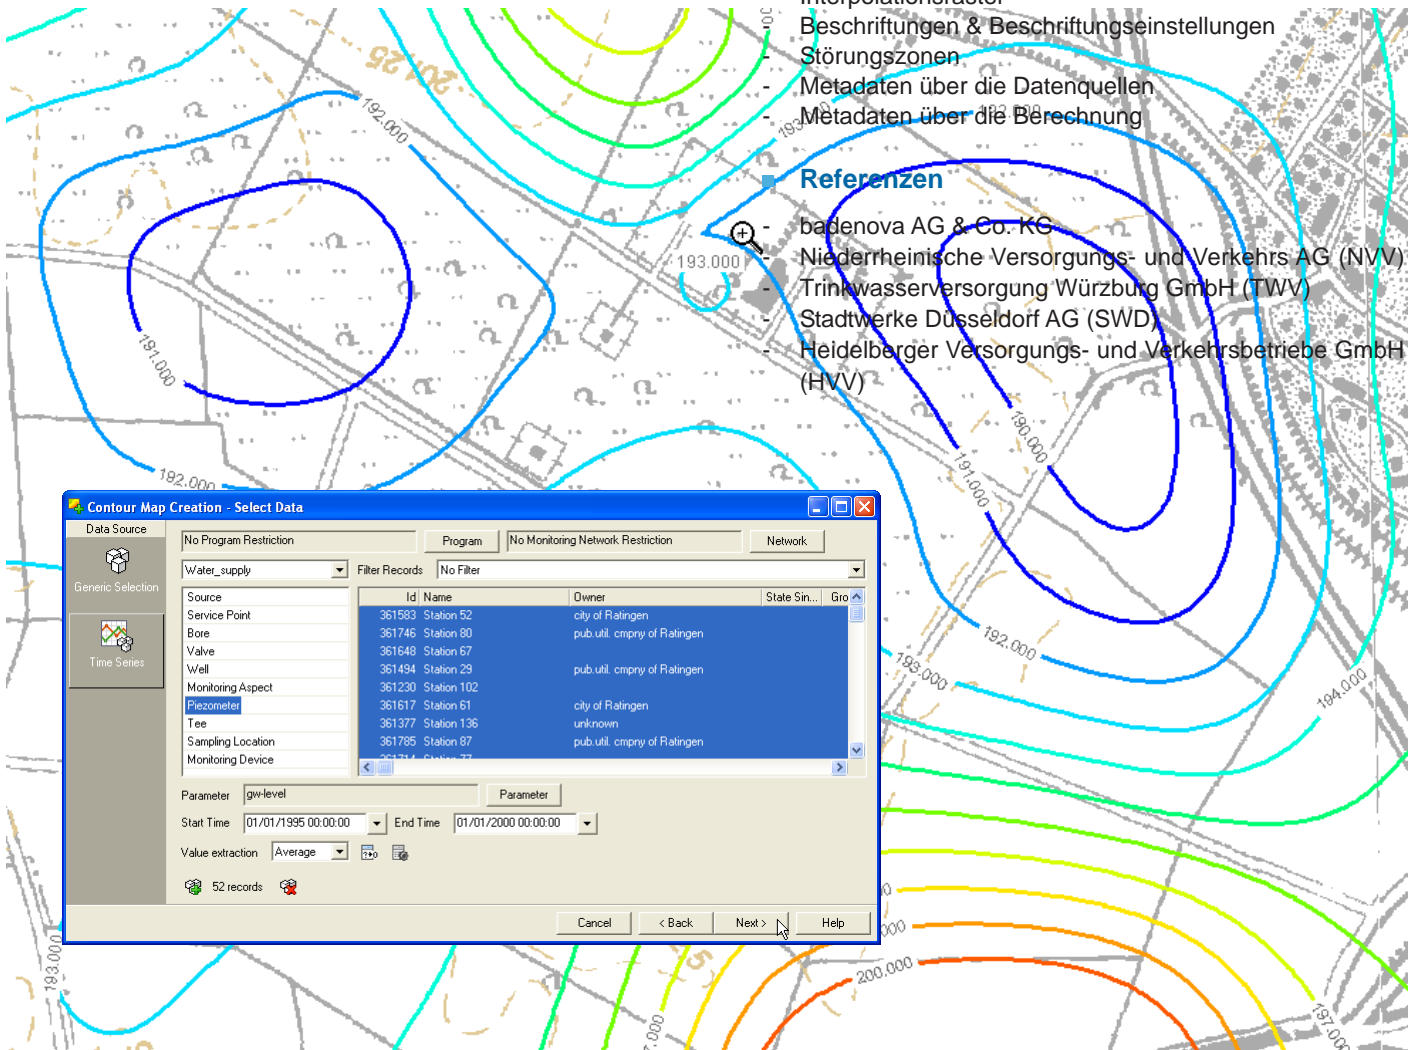 Interpolationsraster
- Beschriftungen & Beschriftungseinstellungen
- Störungszonen
- Metadaten über die Datenquellen
- Metadaten über die Berechnung
Referenzen
- badenova AG & Co. KG
- Niederrheinische Versorgungs- und Verkehrs AG (NVV)
- Trinkwasserversorgung Würzburg GmbH (TWV)
- Stadtwerke Düsseldorf AG (SWD)
- Heidelberger Versorgungs- und Verkehrsbetriebe GmbH
(HVV)
192.000
192.000
193.000
191.000
190.000
191.000
192.000
192.000
193.000
194.000
Contour Map Creation - Select Data
Data Source
Generic Selection
Time Series
No Program Restriction
Program
No Monitoring Network Restriction
Network
Water_supply
Filter Records
No Filter
Source
Service Point
Bore
Valve
Well
Monitoring Aspect
Piezometer
Tee
Sampling Location
Monitoring Device
Id Name Owner State Sin... Gro
361583 Station 52 city of Ratingen
361746 Station 80 pub.util. cmpny of Ratingen
361648 Station 67
361494 Station 29 pub.util. cmpny of Ratingen
361230 Station 102
361617 Station 61 city of Ratingen
361377 Station 136 unknown
361785 Station 87 pub.util. cmpny of Ratingen
361714 Station 77
Parameter gw-level Parameter
Start Time 01/01/1995 00:00:00 End Time 01/01/2000 00:00:00
Value extraction Average
52 records
Cancel < Back Next > Help
193.000
200.000
197.000